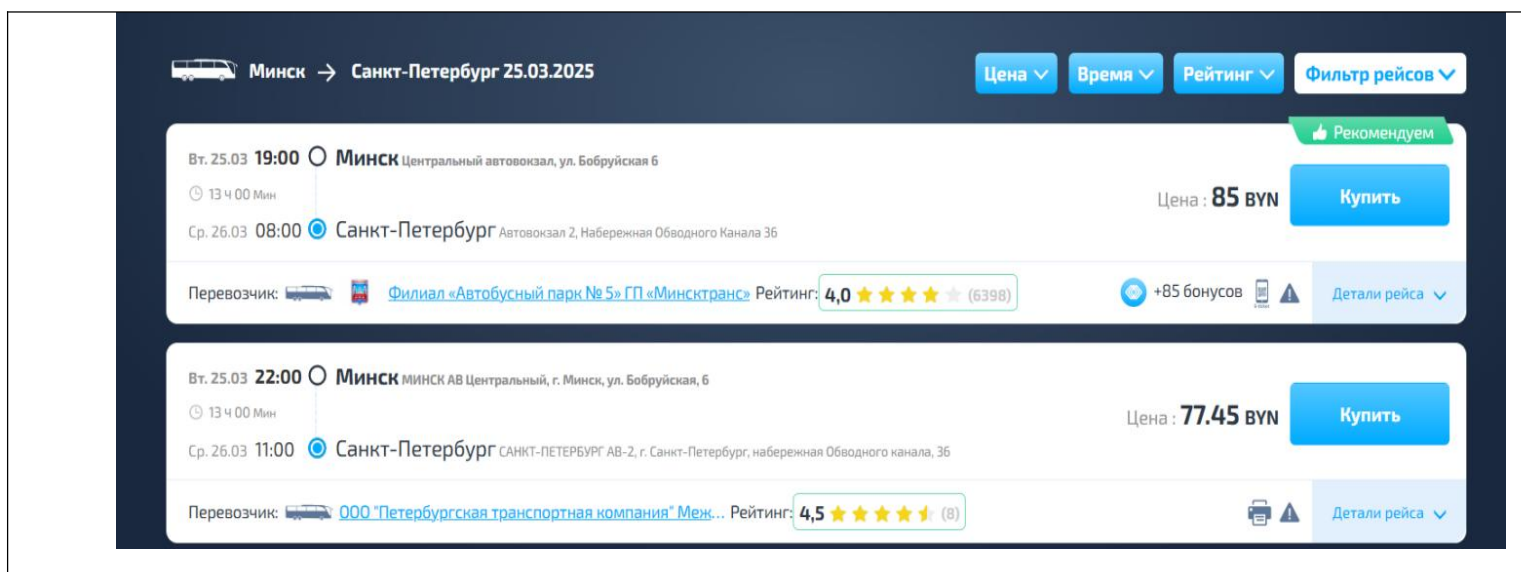 Минск → Санкт-Петербург 25.03.2025
Цена Время Рейтинг Фильтр рейсов
Рекомендуем
Вт. 25.03 19:00 Минск Центральный автовокзал, ул. Бобруйская 6
13 ч 00 Мин
Цена : 85 BYN Купить
Ср. 26.03 08:00 Санкт-Петербург Автовокзал 2, Набережная Обводного Канала 36
Перевозчик: Филиал «Автобусный парк № 5» ГП «Минсктранс» Рейтинг: 4,0 (6398) +85 бонусов Детали рейса
Вт. 25.03 22:00 Минск МИНСК АВ Центральный, г. Минск, ул. Бобруйская, 6
13 ч 00 Мин
Цена : 77.45 BYN Купить
Ср. 26.03 11:00 Санкт-Петербург САНКТ-ПЕТЕРБУРГ АВ-2, г. Санкт-Петербург, набережная Обводного канала, 36
Перевозчик: ООО "Петербургская транспортная компания" Меж... Рейтинг: 4,5 (8) Детали рейса